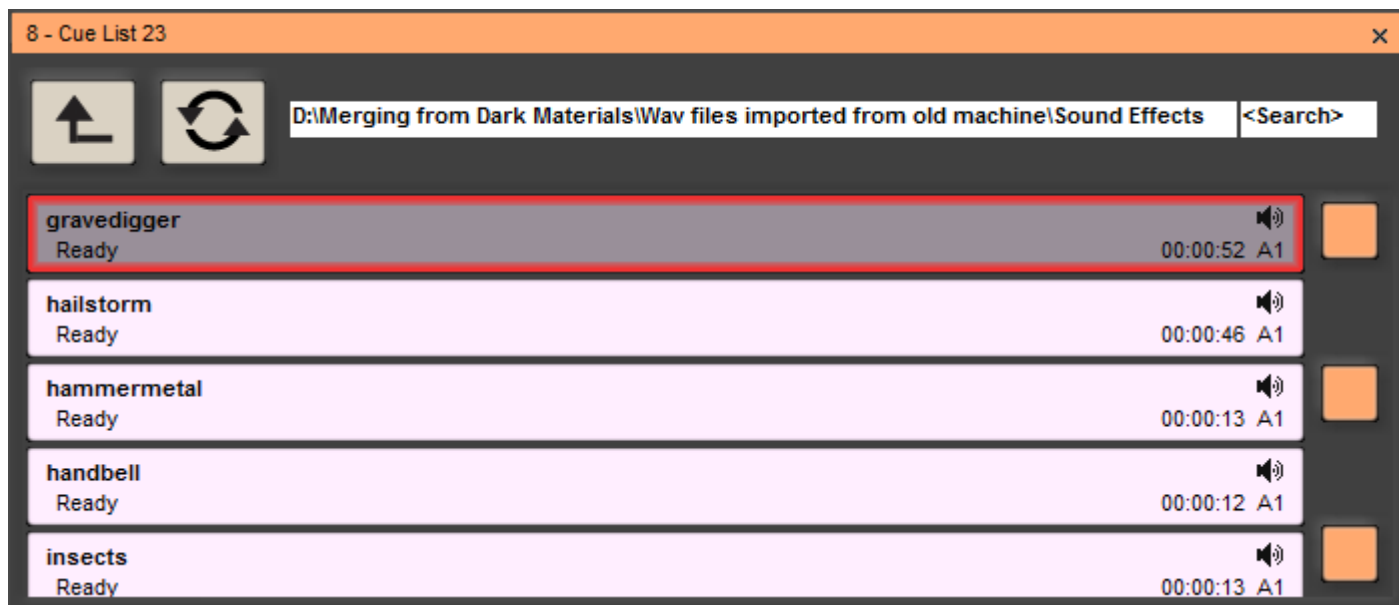 8 - Cue List 23
D:\Merging from Dark Materials\Wav files imported from old machine\Sound Effects <Search>
gravedigger
Ready 00:00:52 A1
hailstorm
Ready 00:00:46 A1
hammermetal
Ready 00:00:13 A1
handbell
Ready 00:00:12 A1
insects
Ready 00:00:13 A1